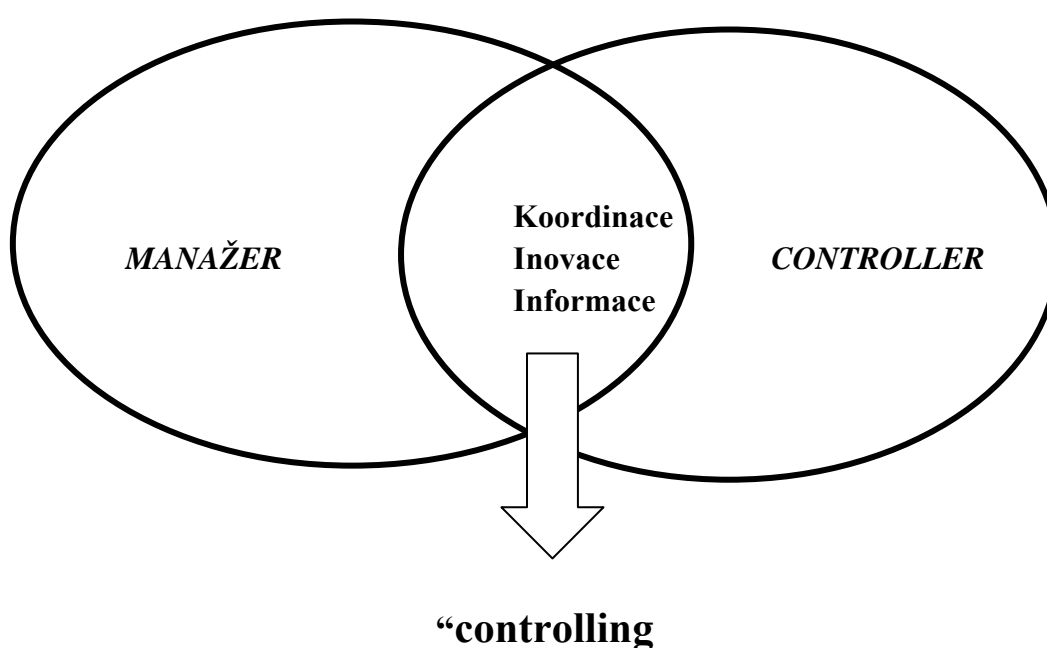 Koordinace
MANAŽER Inovace CONTROLLER
Informace
“controlling